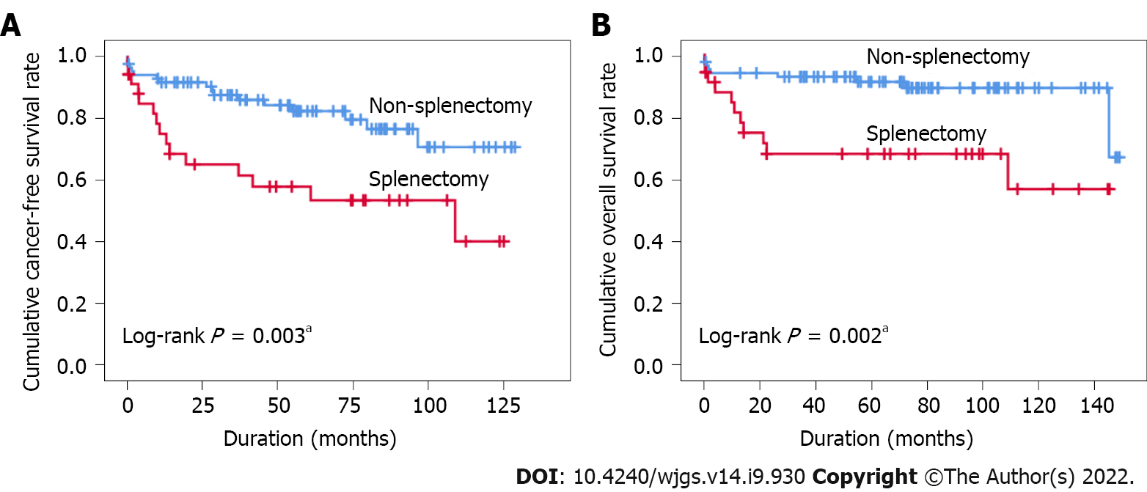 A
Cumulative cancer-free survival rate
1.0
0.8
0.6
0.4
0.2
0.0
Non-splenectomy
Splenectomy
Log-rank P = 0.003a
0 25 50 75 100 125
Duration (months)
B
Cumulative overall survival rate
1.0
0.8
0.6
0.4
0.2
0.0
Non-splenectomy
Splenectomy
Log-rank P = 0.002a
0 20 40 60 80 100 120 140
Duration (months)
DOI: 10.4240/wjgs.v14.i9.930 Copyright ©The Author(s) 2022.